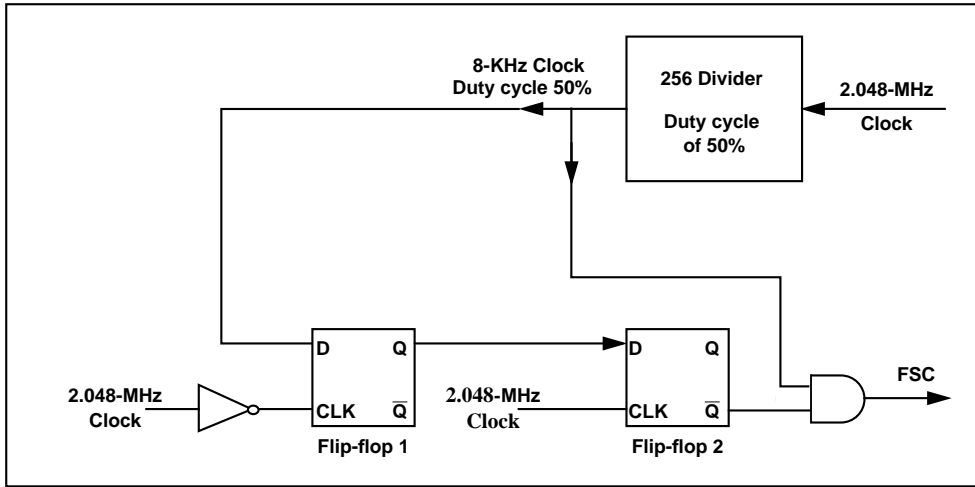 8-KHz Clock
Duty cycle 50%
256 Divider
Duty cycle
of 50%
2.048-MHz
Clock
D Q
CLK Q̅
Flip-flop 1
2.048-MHz
Clock
D Q
CLK Q̅
Flip-flop 2
2.048-MHz
Clock
FSC